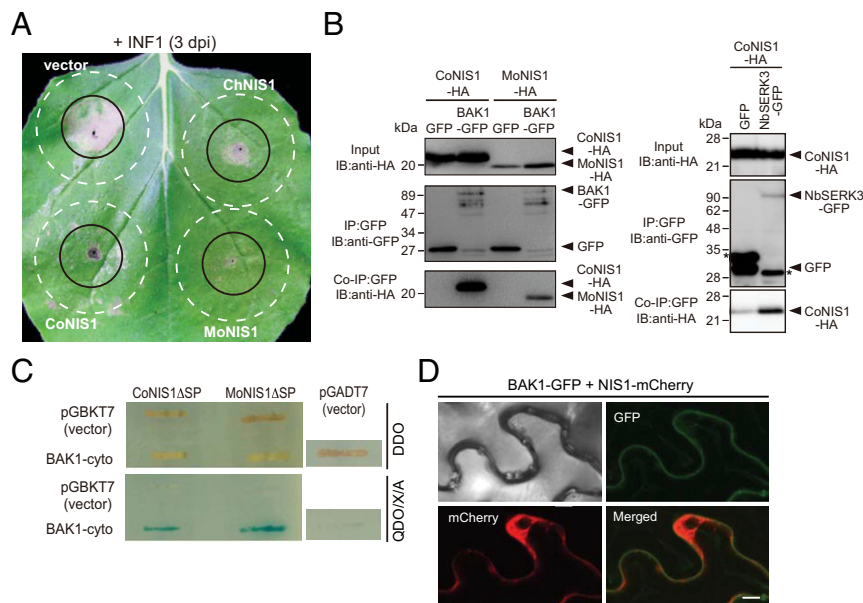 A
+ INF1 (3 dpi)
vector
ChNIS1
CoNIS1
MoNIS1
B
CoNIS1
-HA
MoNIS1
-HA
GFP
BAK1
-GFP
GFP
BAK1
-GFP
kDa
Input
IB:anti-HA
20
CoNIS1
-HA
MoNIS1
-HA
IP:GFP
IB:anti-GFP
89
47
37
27
BAK1
-GFP
GFP
Co-IP:GFP
IB:anti-HA
20
CoNIS1
-HA
MoNIS1
-HA
CoNIS1
-HA
GFP
NbSERK3
-GFP
kDa
Input
IB:anti-HA
28
21
CoNIS1
-HA
IP:GFP
IB:anti-GFP
90
62
49
35
28
*
*
NbSERK3
-GFP
GFP
Co-IP:GFP
IB:anti-HA
28
21
CoNIS1
-HA
C
CoNIS1ΔSP
MoNIS1ΔSP
pGADT7
(vector)
pGBKT7
(vector)
BAK1-cyto
DDO
pGBKT7
(vector)
BAK1-cyto
QDO/X/A
D
BAK1-GFP + NIS1-mCherry
GFP
mCherry
Merged